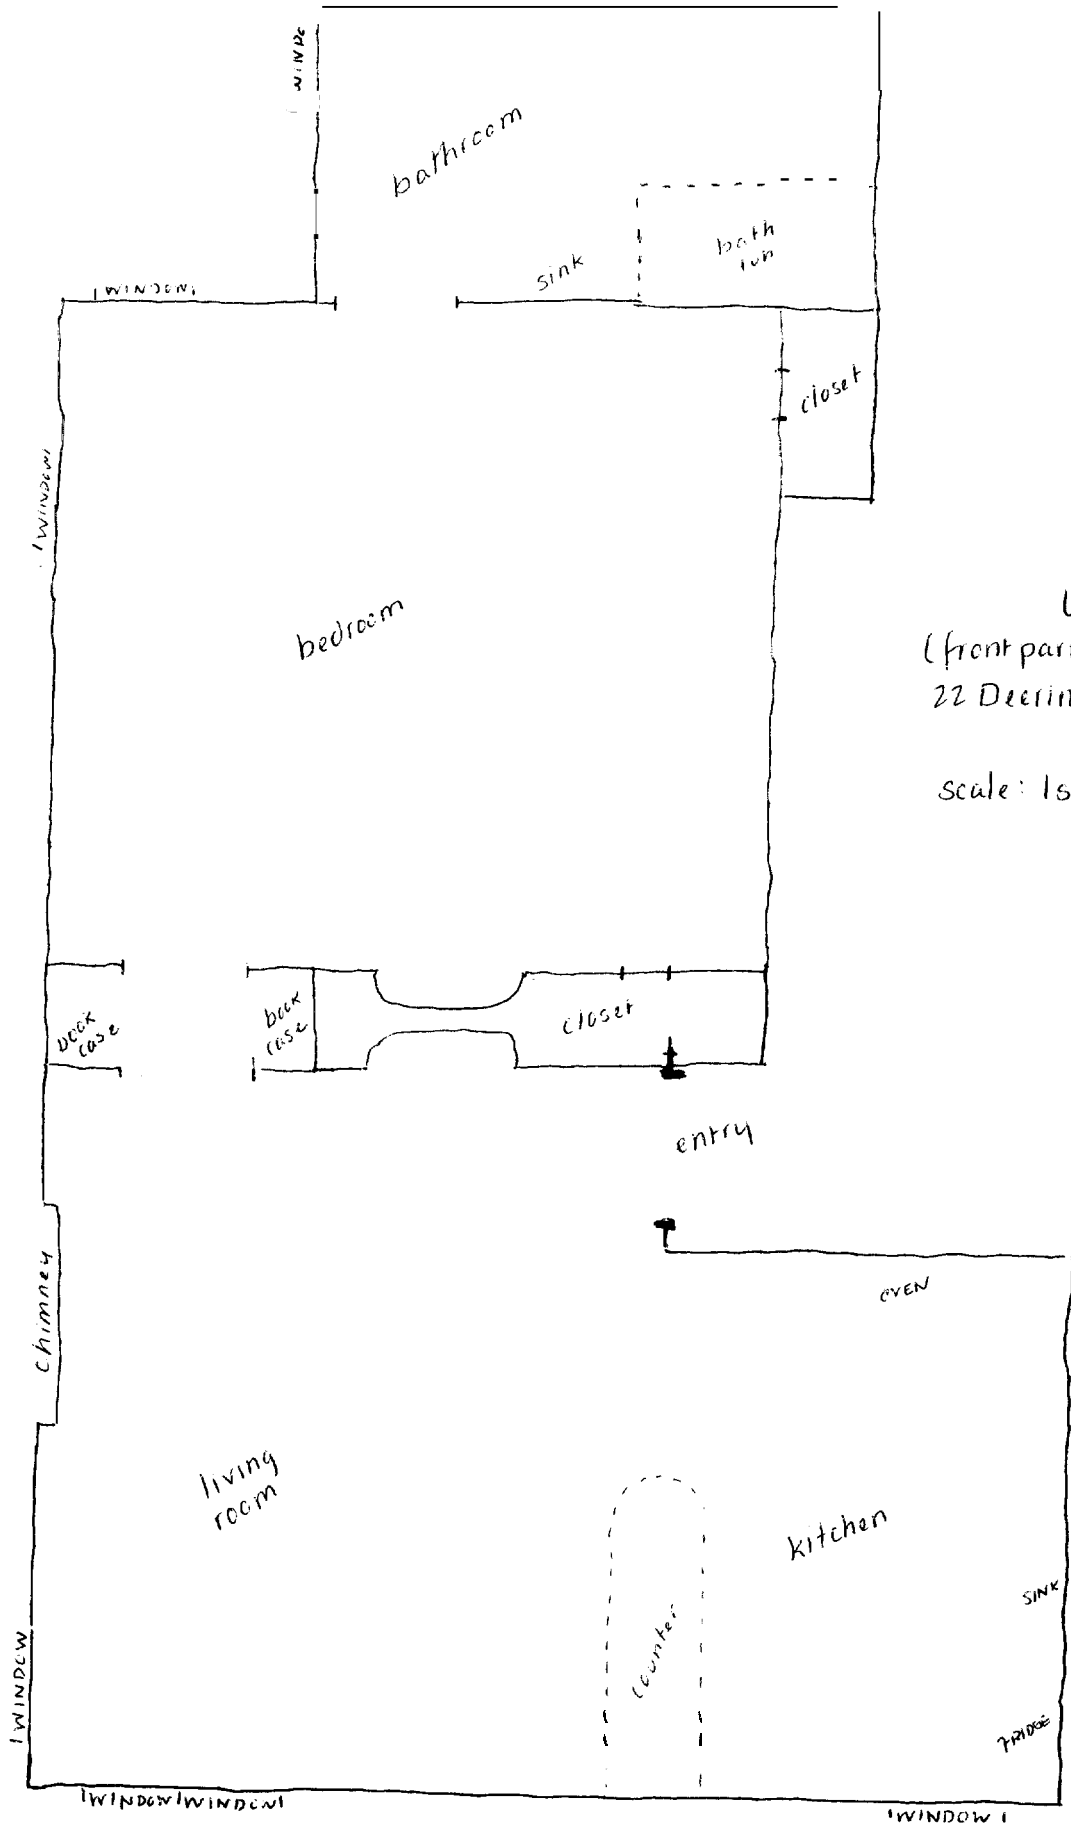 bathroom
bath
tub
sink
WINDOW
closet
WINDOW
bedroom
(front par
22 Deerin
scale: 1s
book
case
book
case
closet
entry
chimney
OVEN
living
room
kitchen
counter
SINK
FRIDGE
WINDOW
WINDOW WINDOW
WINDOW